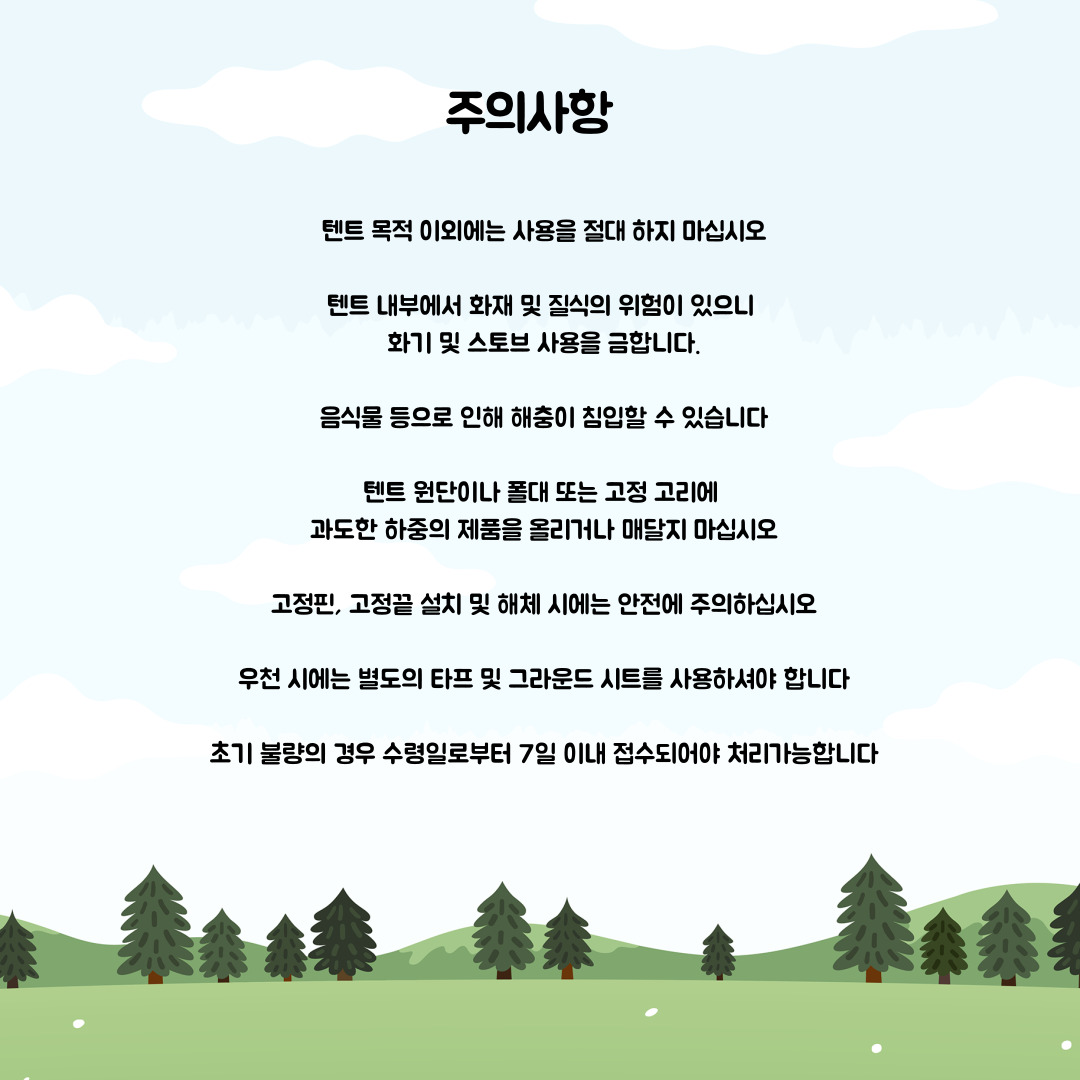 주의사항
텐트 목적 이외에는 사용을 절대 하지 마십시오
텐트 내부에서 화재 및 질식의 위험이 있으니
화기 및 스토브 사용을 금합니다.
음식물 등으로 인해 해충이 침입할 수 있습니다
텐트 원단이나 폴대 또는 고정 고리에
과도한 하중의 제품을 올리거나 매달지 마십시오
고정핀, 고정끝 설치 및 해체 시에는 안전에 주의하십시오
우천 시에는 별도의 타프 및 그라운드 시트를 사용하셔야 합니다
초기 불량의 경우 수령일로부터 7일 이내 접수되어야 처리가능합니다